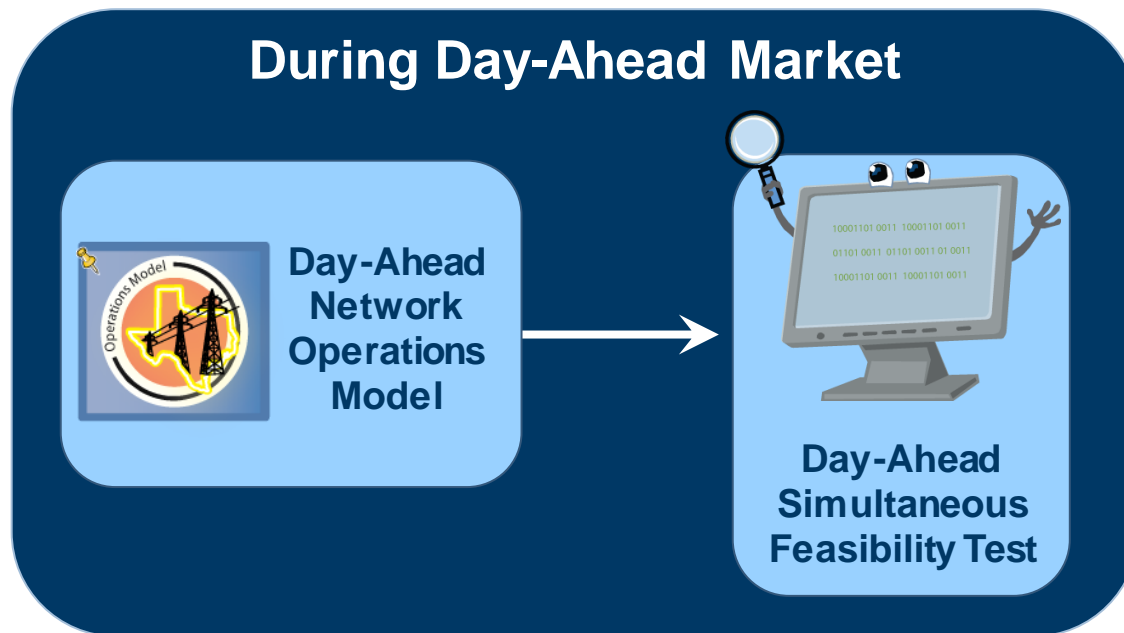 During Day-Ahead Market
Operations Model
Day-Ahead
Network
Operations
Model
10001101 0011 10001101 0011
01101 0011 01101 0011 01 0011
10001101 0011 10001101 0011
Day-Ahead
Simultaneous
Feasibility Test